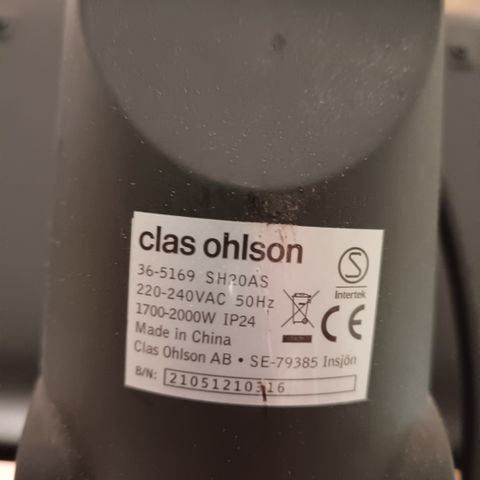 clas ohlson
36-5169 SH20AS
220-240VAC 50Hz
1700-2000W IP24
Made in China
Clas Ohlson AB • SE-79385 Insjön
B/N: 21051210316
S
Intertek
CE